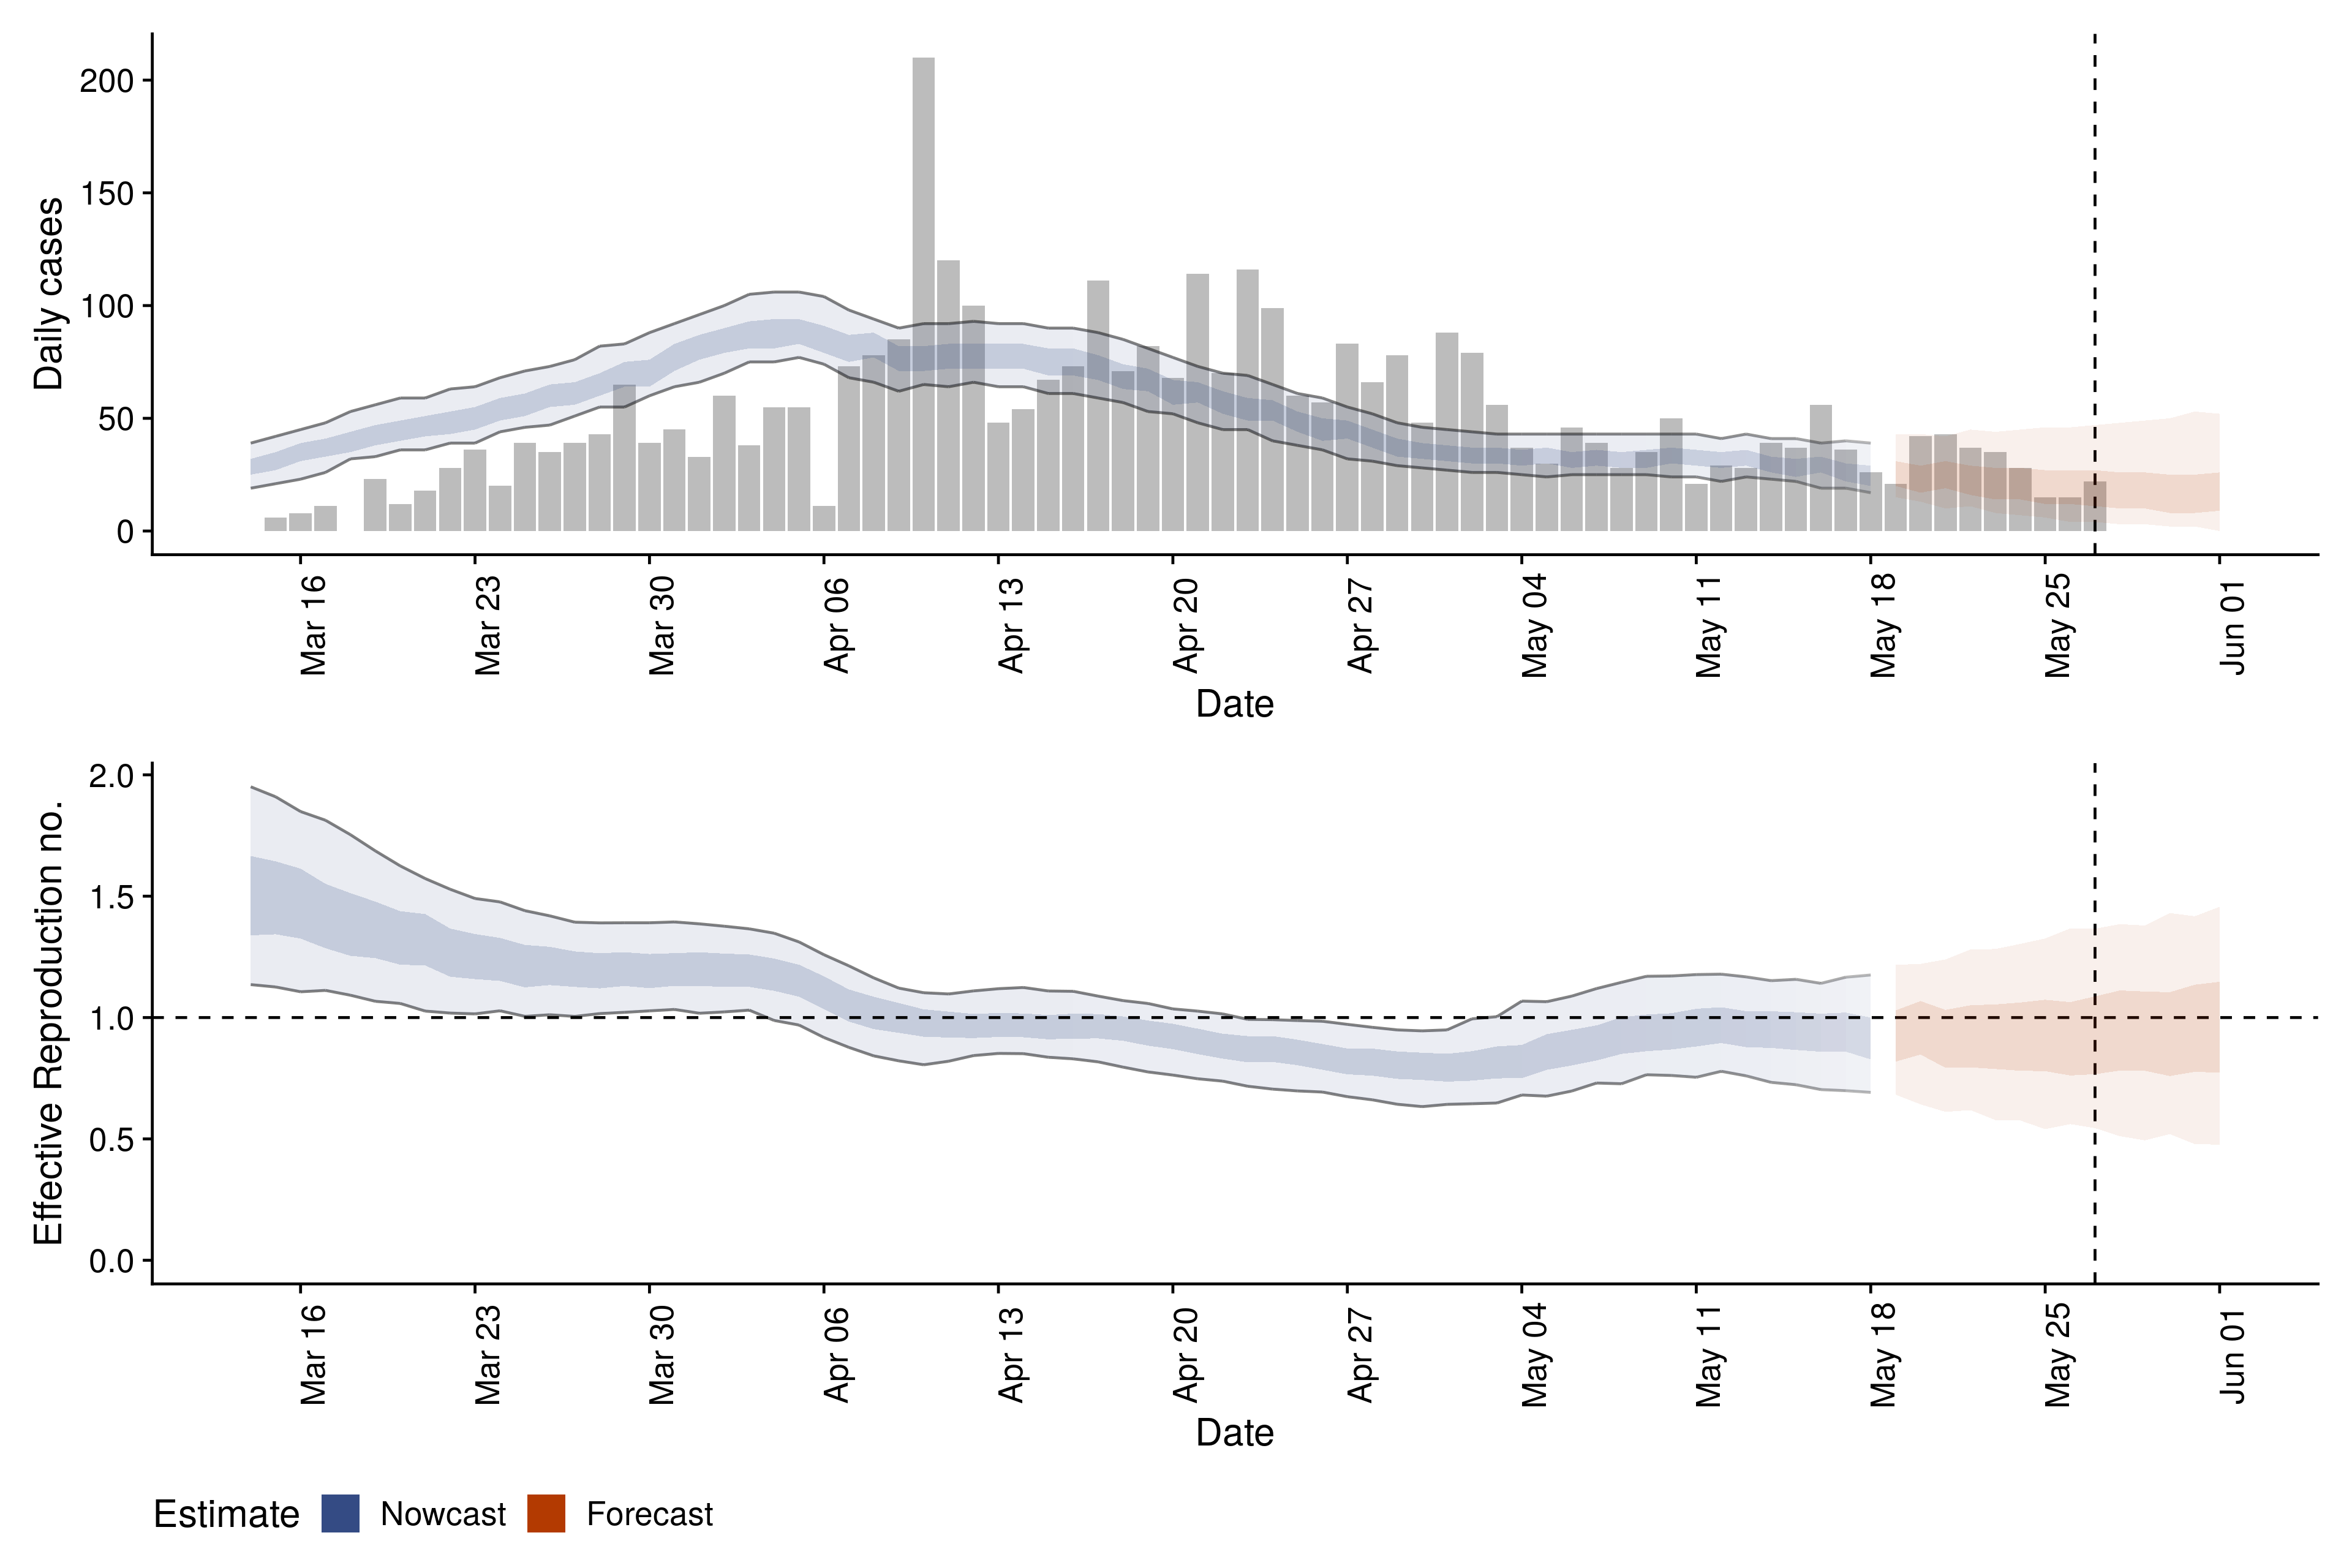 Daily cases
200
150
100
50
0
Mar 16
Mar 23
Mar 30
Apr 06
Apr 13
Apr 20
Apr 27
May 04
May 11
May 18
May 25
Jun 01
Date
Effective Reproduction no.
2.0
1.5
1.0
0.5
0.0
Mar 16
Mar 23
Mar 30
Apr 06
Apr 13
Apr 20
Apr 27
May 04
May 11
May 18
May 25
Jun 01
Date
Estimate Nowcast Forecast